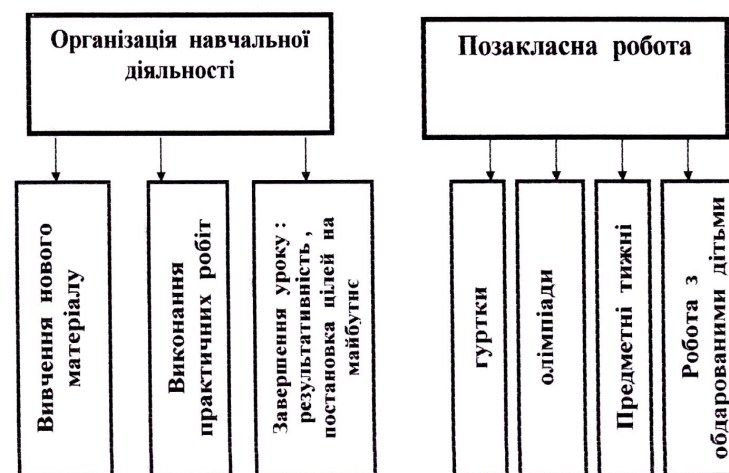 Організація навчальної
діяльності
Позакласна робота
Вивчення нового
матеріалу
Виконання
практичних робіт
Завершення уроку :
результативність ,
постановка цілей на
майбутнє
гуртки
олімпіади
Предметні тижні
Робота з
обдарованими дітьми